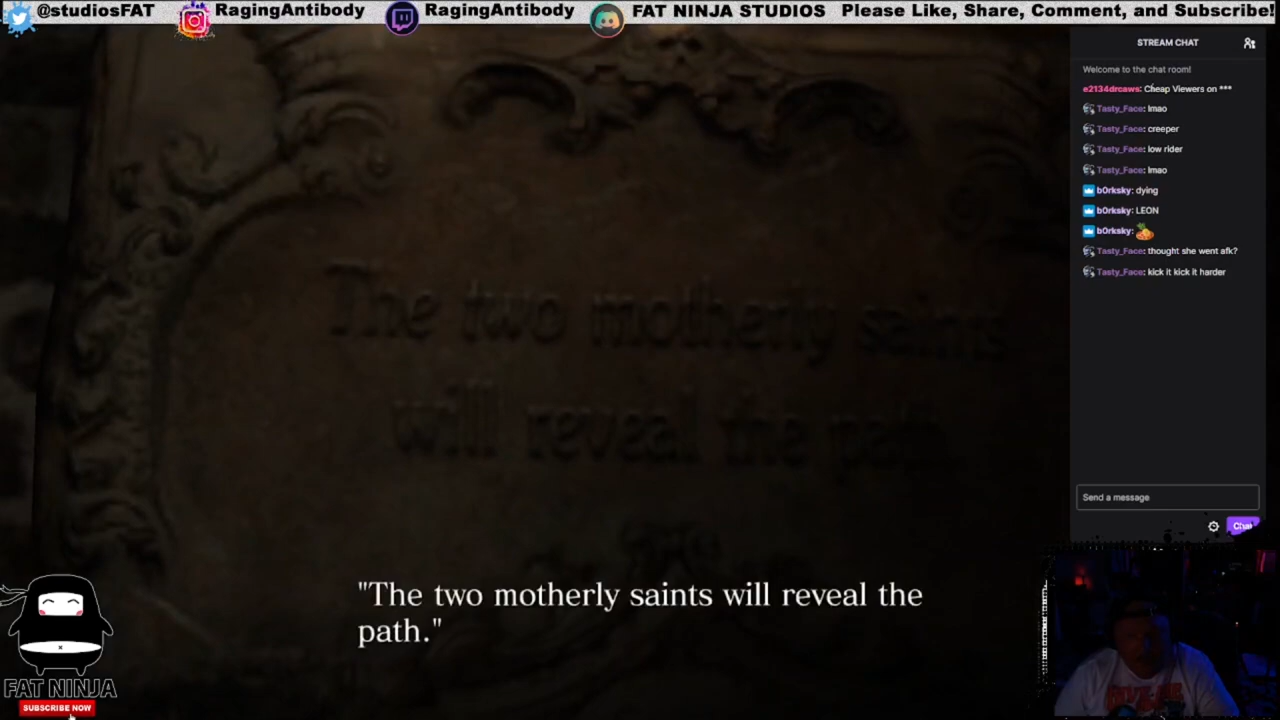 @studiosFAT RagingAntibody RagingAntibody FAT NINJA STUDIOS Please Like, Share, Comment, and Subscribe!
STREAM CHAT
Welcome to the chat room!
e2134drcaws: Cheap Viewers on ***
Tasty_Face: lmao
Tasty_Face: creeper
Tasty_Face: low rider
Tasty_Face: lmao
b0rksky: dying
b0rksky: LEON
b0rksky:
Tasty_Face: thought she went afk?
Tasty_Face: kick it kick it harder
The two motherly saints
will reveal the path.
Send a message
Chat
"The two motherly saints will reveal the
path."
FAT NINJA
SUBSCRIBE NOW